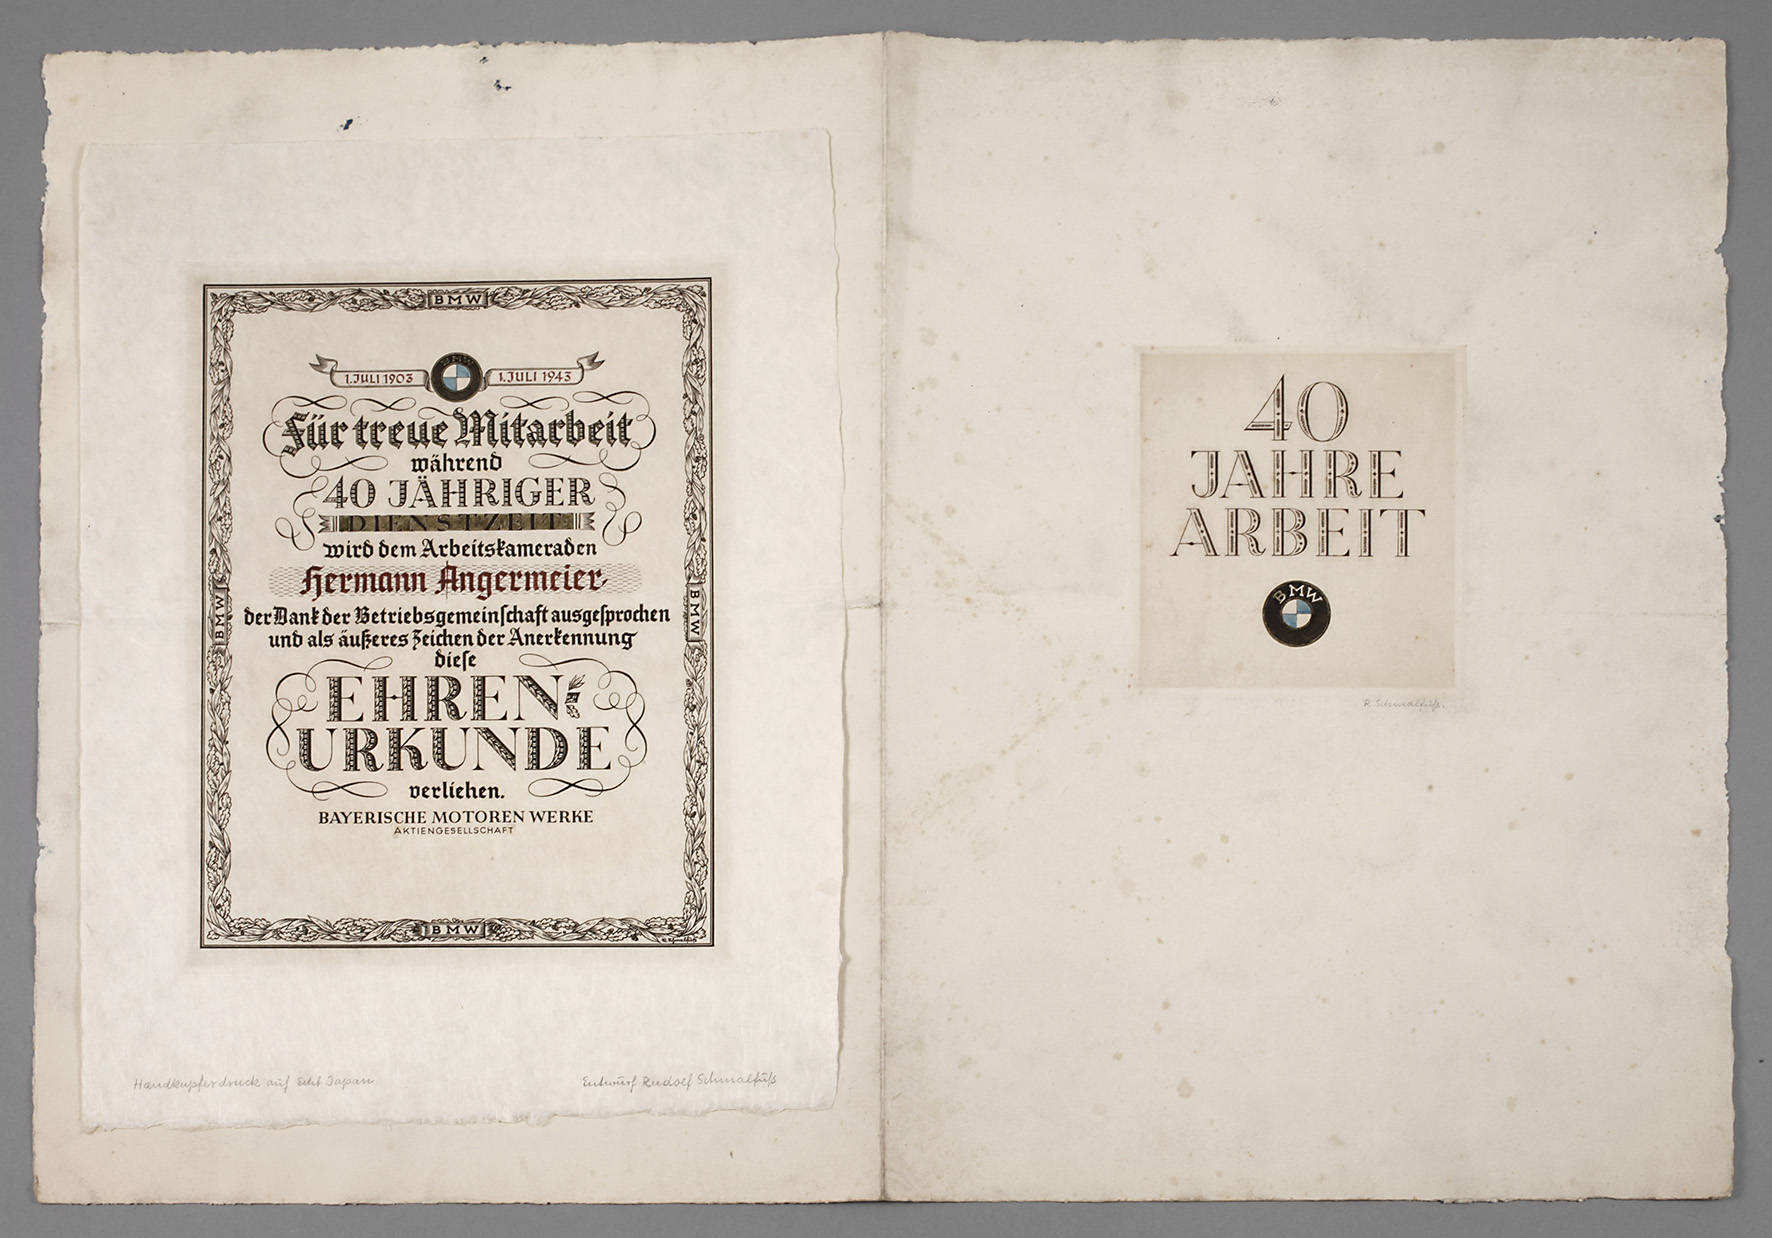 BMW
1. JULI 1903
BMW
1. JULI 1943
Für treue Mitarbeit
während
40 JÄHRIGER
DIENSTZEIT
wird dem Arbeitskameraden
Hermann Angermeier,
der Dank der Betriebsgemeinſchaft ausgeſprochen
und als äußeres Zeichen der Anerkennung
dieſe
EHREN-
URKUNDE
verliehen.
BAYERISCHE MOTOREN WERKE
AKTIENGESELLSCHAFT
BMW
BMW
BMW
R. Schmalfuß
Handkupferdruck auf echt Japan
Entwurf Rudolf Schmalfuß
40
JAHRE
ARBEIT
BMW
R. Schmalfuß.